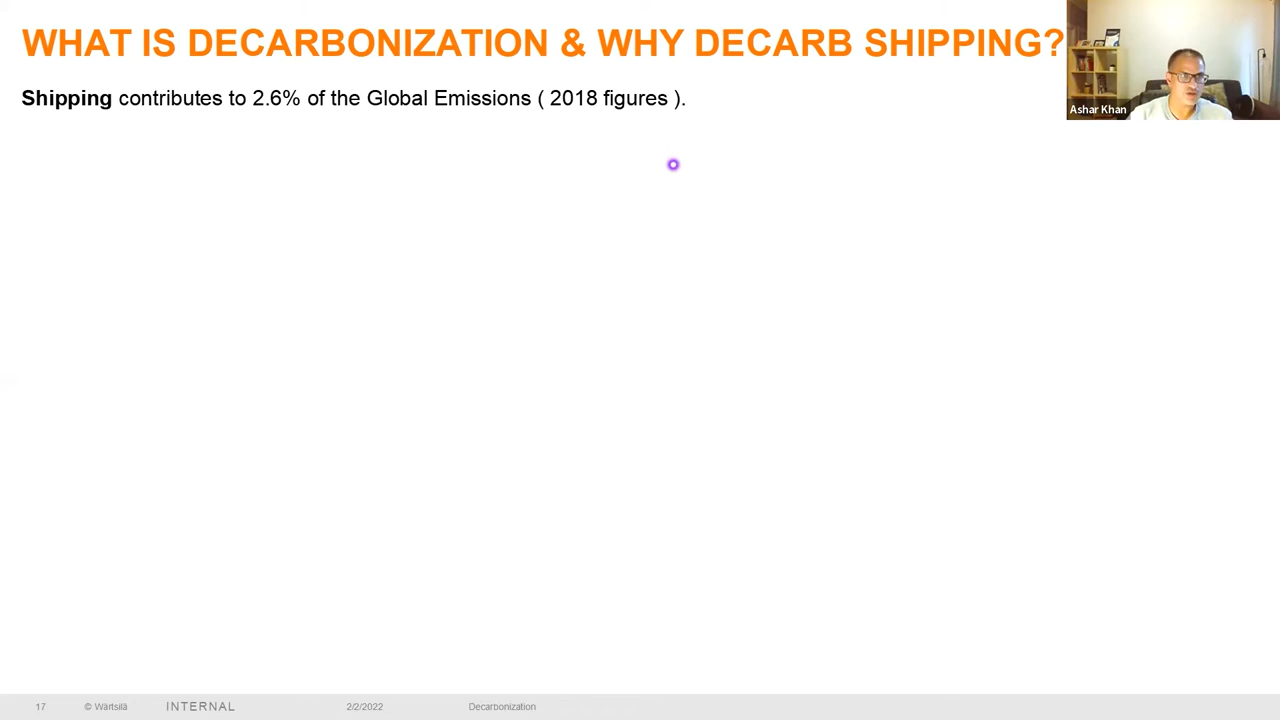 WHAT IS DECARBONIZATION & WHY DECARB SHIPPING?
Shipping contributes to 2.6% of the Global Emissions ( 2018 figures ).
Ashar Khan
17 © Wärtsilä INTERNAL 2/2/2022 Decarbonization